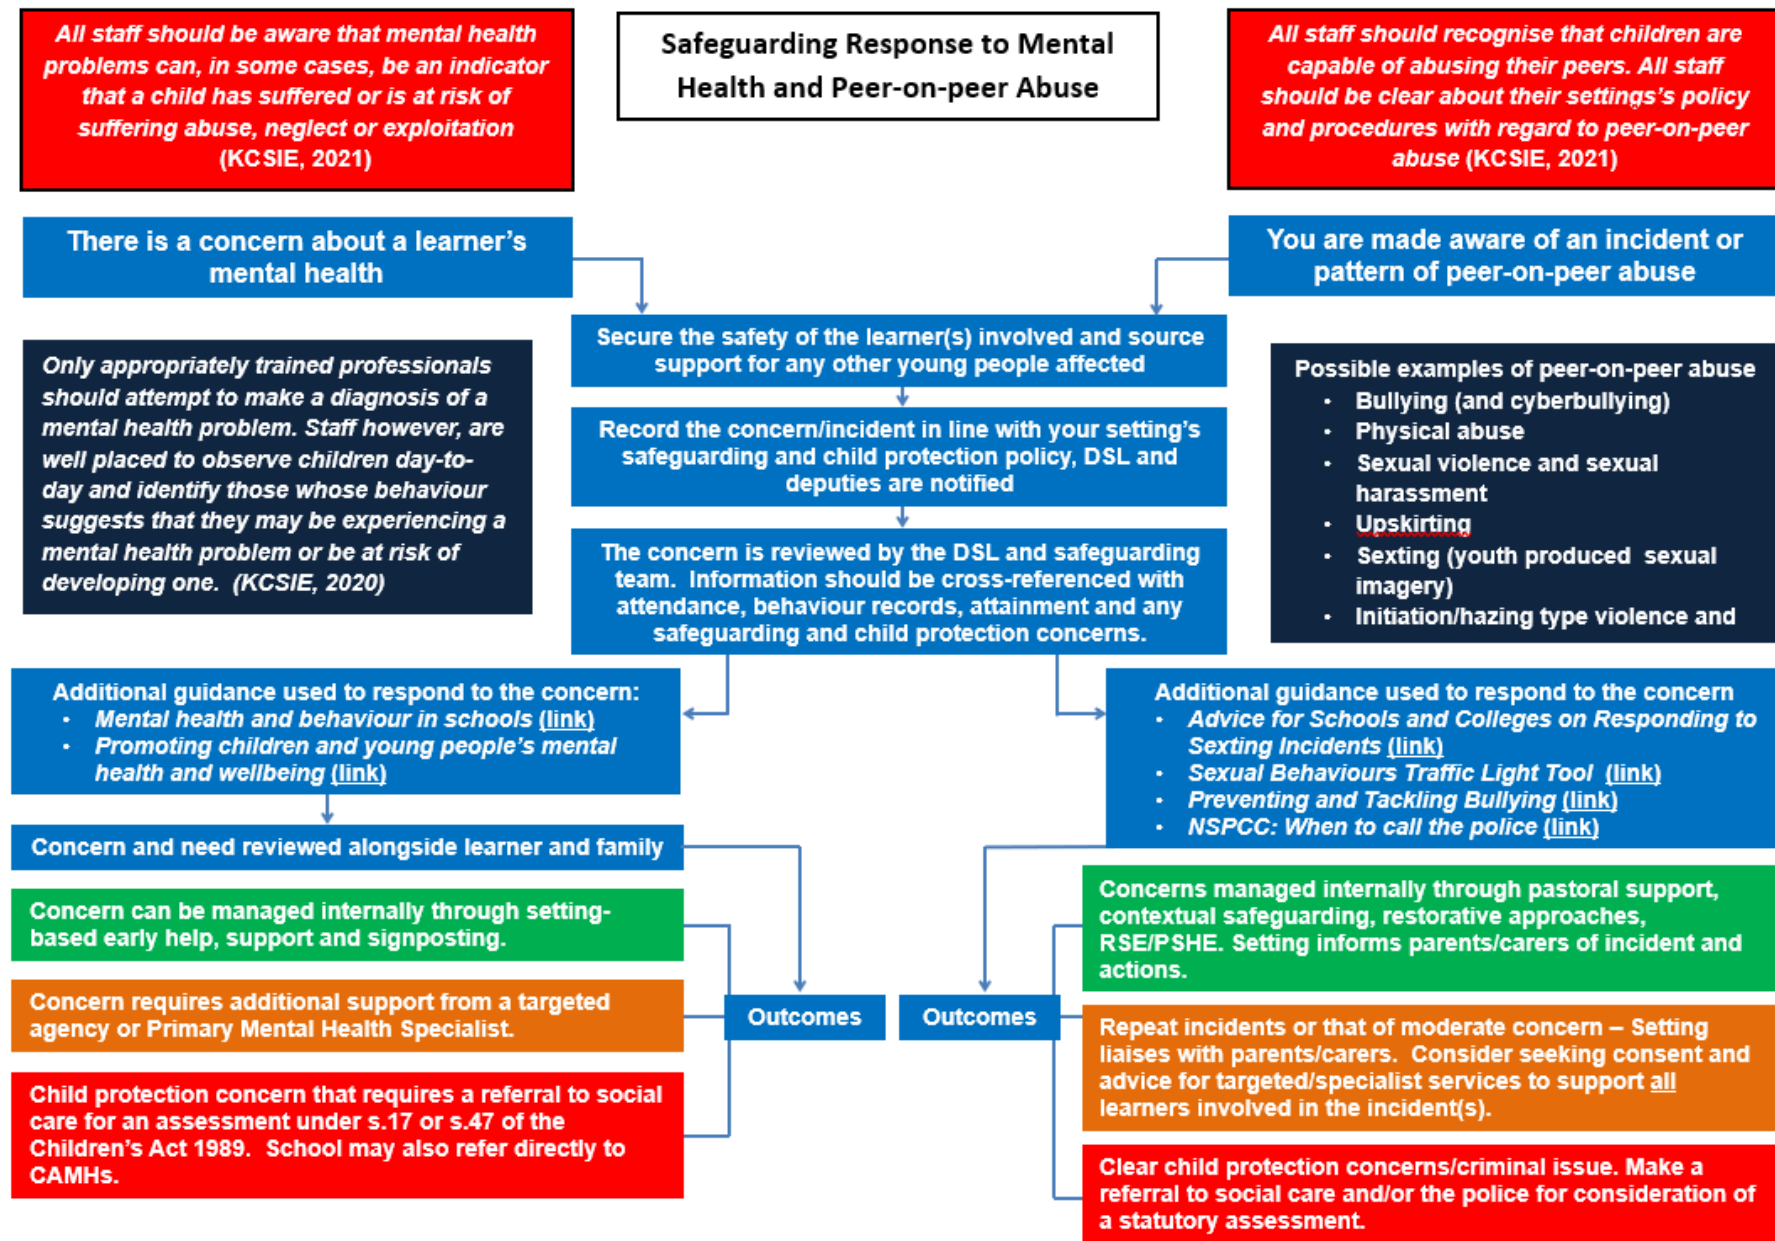 All staff should be aware that mental health
problems can, in some cases, be an indicator
that a child has suffered or is at risk of
suffering abuse, neglect or exploitation
(KCSIE, 2021)
Safeguarding Response to Mental
Health and Peer-on-peer Abuse
All staff should recognise that children are
capable of abusing their peers. All staff
should be clear about their settings's policy
and procedures with regard to peer-on-peer
abuse (KCSIE, 2021)
There is a concern about a learner's
mental health
You are made aware of an incident or
pattern of peer-on-peer abuse
Secure the safety of the learner(s) involved and source
support for any other young people affected
Only appropriately trained professionals
should attempt to make a diagnosis of a
mental health problem. Staff however, are
well placed to observe children day-to-
day and identify those whose behaviour
suggests that they may be experiencing a
mental health problem or be at risk of
developing one. (KCSIE, 2020)
Record the concern/incident in line with your setting's
safeguarding and child protection policy, DSL and
deputies are notified
The concern is reviewed by the DSL and safeguarding
team. Information should be cross-referenced with
attendance, behaviour records, attainment and any
safeguarding and child protection concerns.
Possible examples of peer-on-peer abuse
• Bullying (and cyberbullying)
• Physical abuse
• Sexual violence and sexual
harassment
• Upskirting
• Sexting (youth produced sexual
imagery)
• Initiation/hazing type violence and
Additional guidance used to respond to the concern:
• Mental health and behaviour in schools (link)
• Promoting children and young people's mental
health and wellbeing (link)
Additional guidance used to respond to the concern
• Advice for Schools and Colleges on Responding to
Sexting Incidents (link)
• Sexual Behaviours Traffic Light Tool (link)
• Preventing and Tackling Bullying (link)
• NSPCC: When to call the police (link)
Concern and need reviewed alongside learner and family
Concern can be managed internally through setting-
based early help, support and signposting.
Concern requires additional support from a targeted
agency or Primary Mental Health Specialist.
Child protection concern that requires a referral to social
care for an assessment under s.17 or s.47 of the
Children's Act 1989. School may also refer directly to
CAMHs.
Outcomes
Outcomes
Concerns managed internally through pastoral support,
contextual safeguarding, restorative approaches,
RSE/PSHE. Setting informs parents/carers of incident and
actions.
Repeat incidents or that of moderate concern – Setting
liaises with parents/carers. Consider seeking consent and
advice for targeted/specialist services to support all
learners involved in the incident(s).
Clear child protection concerns/criminal issue. Make a
referral to social care and/or the police for consideration of
a statutory assessment.